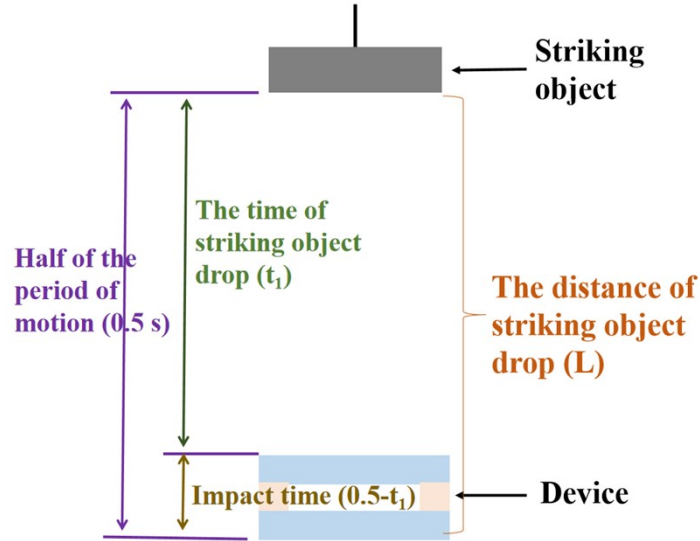 Striking
object
The time of
striking object
drop (t₁)
Half of the
period of
motion (0.5 s)
The distance of
striking object
drop (L)
Impact time (0.5-t₁)
Device